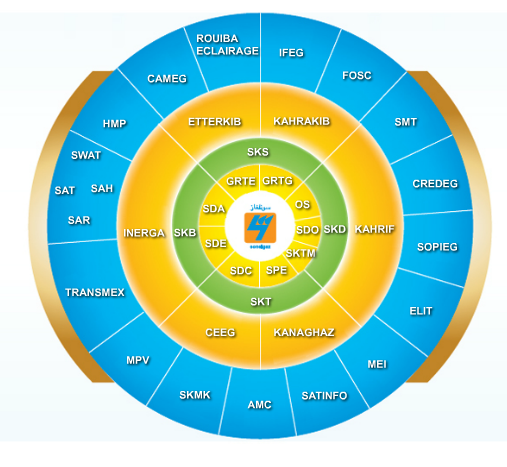 ROUIBA
ECLAIRAGE
IFEG
FOSC
SMT
CREDEG
SOPIEG
ELIT
MEI
SATINFO
AMC
SKMK
MPV
TRANSMEX
SAR
SAT
SAH
SWAT
HMP
CAMEG
ETTERKIB
KAHRAKIB
KAHRIF
KANAGHAZ
CEEG
INERGA
SKS
SKD
SKT
SKB
GRTE
GRTG
OS
SDO
SKTM
SPE
SDC
SDE
SDA
سونلغاز
sonelgaz